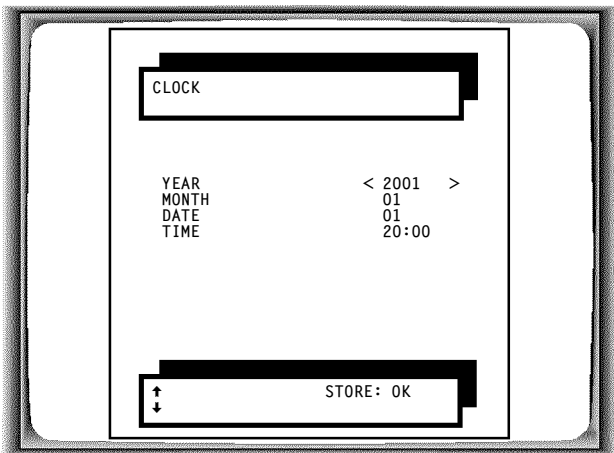 CLOCK
YEAR < 2001 >
MONTH 01
DATE 01
TIME 20:00
↑ STORE: OK
↓